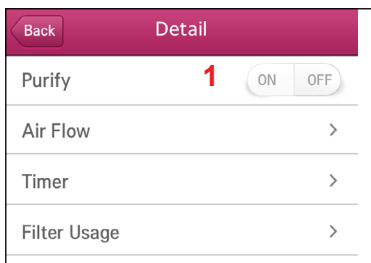 Back Detail
Purify 1 ON OFF
Air Flow >
Timer >
Filter Usage >